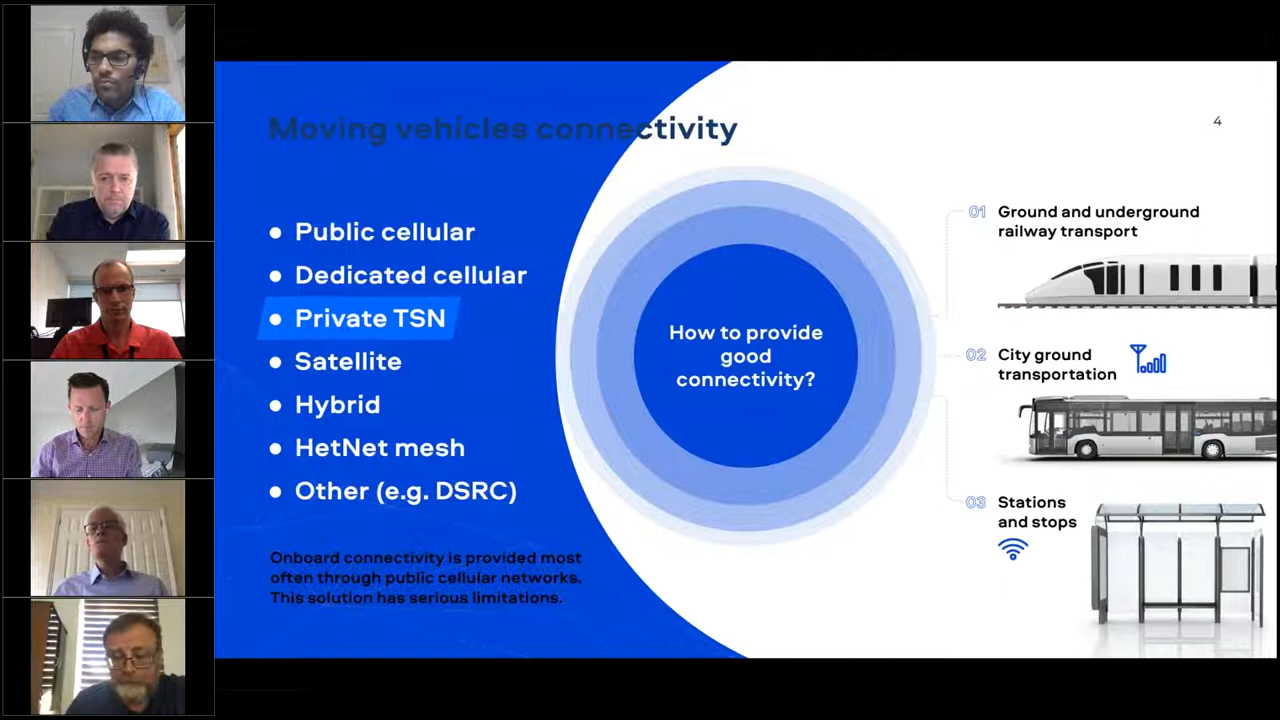 Moving vehicles connectivity
4
● Public cellular
● Dedicated cellular
● Private TSN
● Satellite
● Hybrid
● HetNet mesh
● Other (e.g. DSRC)
Onboard connectivity is provided most
often through public cellular networks.
This solution has serious limitations.
How to provide
good
connectivity?
01 Ground and underground
railway transport
02 City ground
transportation
03 Stations
and stops